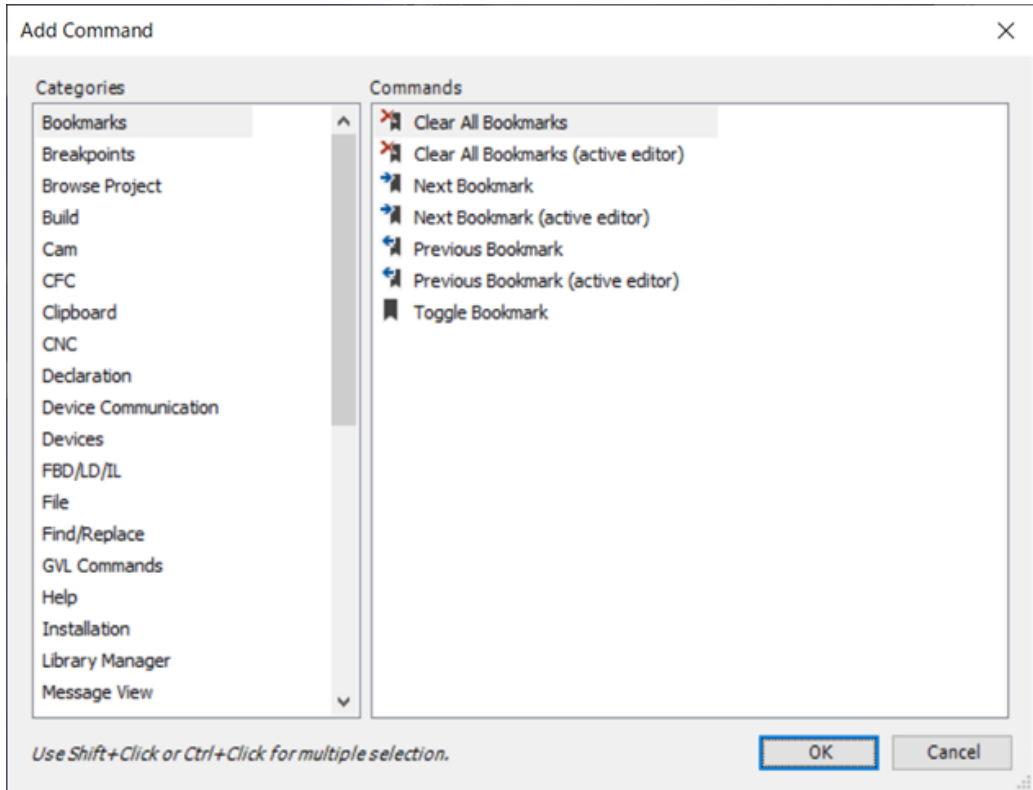 Add Command
Categories
Bookmarks
Breakpoints
Browse Project
Build
Cam
CFC
Clipboard
CNC
Declaration
Device Communication
Devices
FBD/LD/IL
File
Find/Replace
GVL Commands
Help
Installation
Library Manager
Message View
Commands
Clear All Bookmarks
Clear All Bookmarks (active editor)
Next Bookmark
Next Bookmark (active editor)
Previous Bookmark
Previous Bookmark (active editor)
Toggle Bookmark
Use Shift+Click or Ctrl+Click for multiple selection.
OK
Cancel